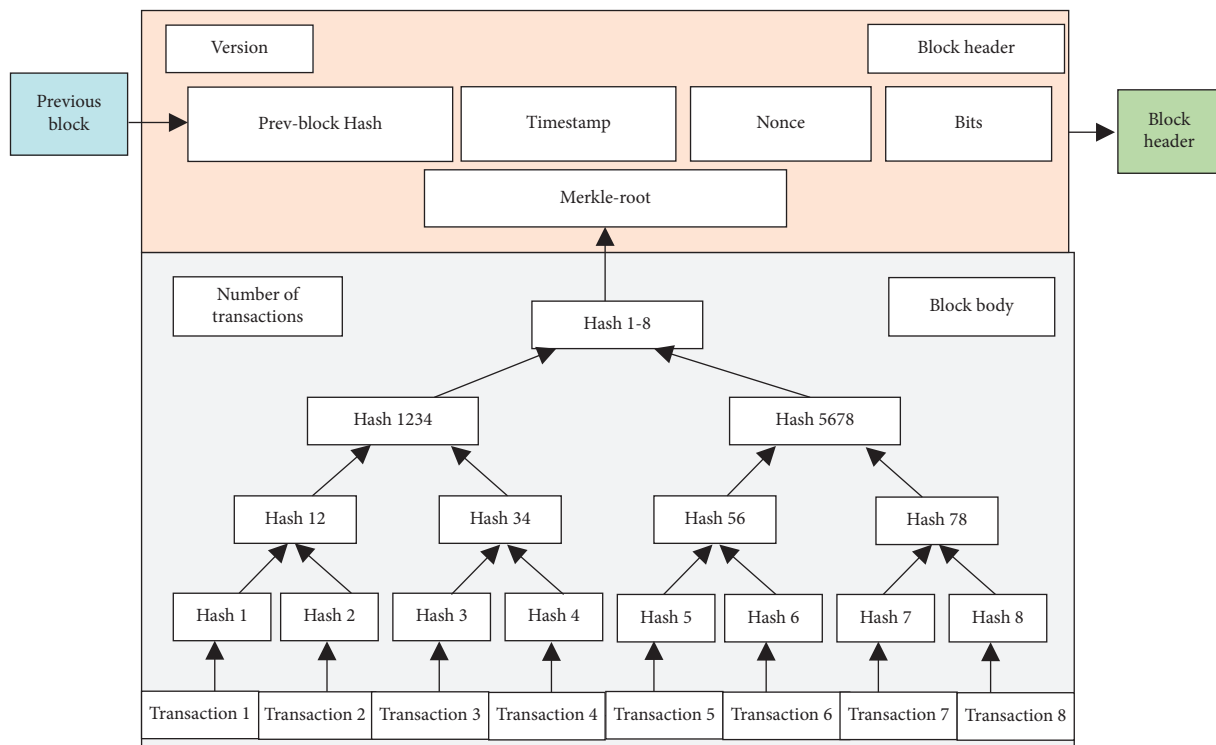 Version
Block header
Previous
block
Prev-block Hash
Timestamp
Nonce
Bits
Block
header
Merkle-root
Number of
transactions
Block body
Hash 1-8
Hash 1234
Hash 5678
Hash 12
Hash 34
Hash 56
Hash 78
Hash 1
Hash 2
Hash 3
Hash 4
Hash 5
Hash 6
Hash 7
Hash 8
Transaction 1
Transaction 2
Transaction 3
Transaction 4
Transaction 5
Transaction 6
Transaction 7
Transaction 8